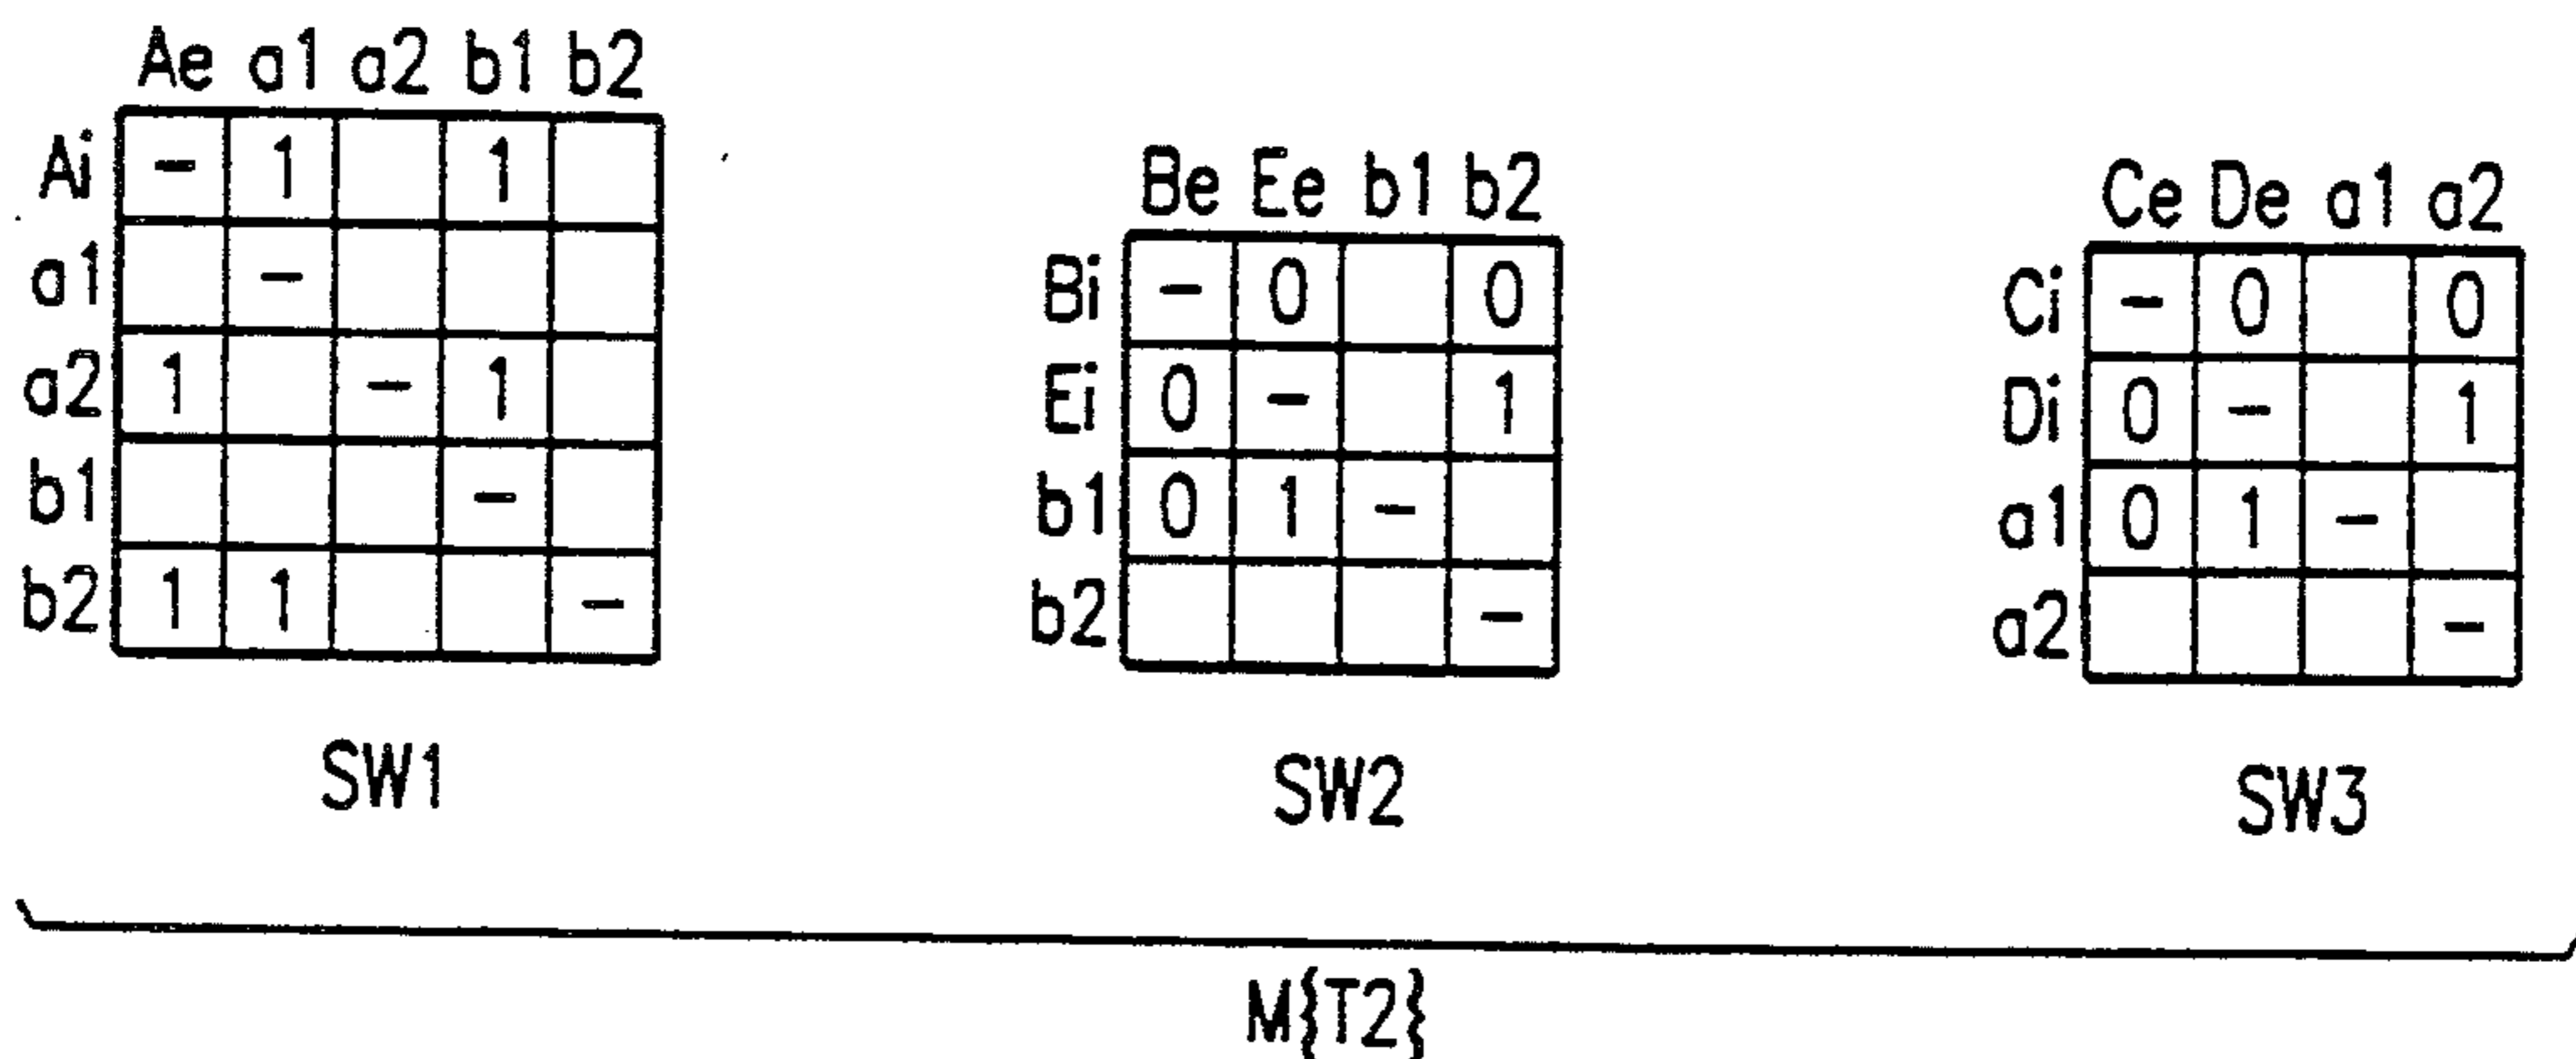 Ae a1 a2 b1 b2
Ai - 1 1
a1 -
a2 1 - 1
b1 -
b2 1 1 -
SW1
Be Ee b1 b2
Bi - 0 0
Ei 0 - 1
b1 0 1 -
b2 -
SW2
Ce De a1 a2
Ci - 0 0
Di 0 - 1
a1 0 1 -
a2 -
SW3
M{T2}